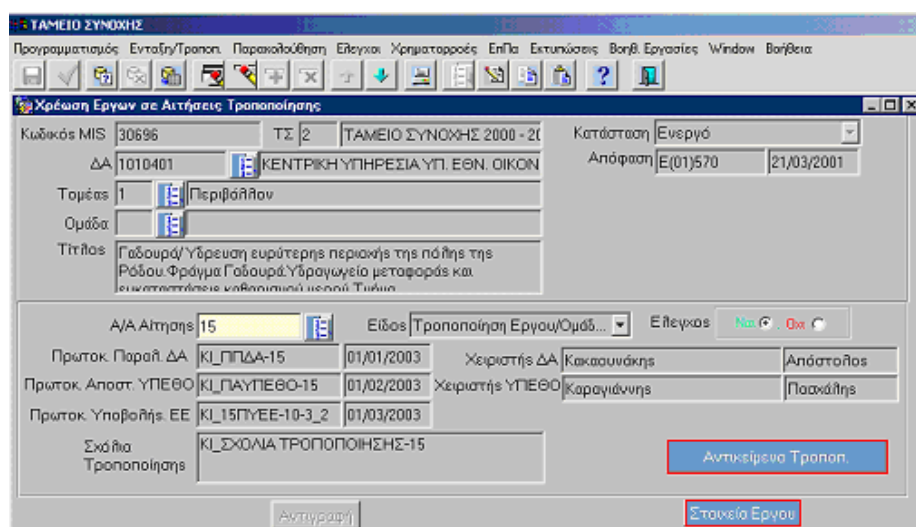 ΤΑΜΕΙΟ ΣΥΝΟΧΗΣ
Προγραμματισμός Ενταξη/Τροποπ. Παρακολούθηση Ελεγχοι Χρηματορροές ΕπΠα Εκτυπώσεις Βοηθ. Εργασίες Window Βοήθεια
Χρέωση Εργων σε Αιτήσεις Τροποποίησης
Κωδικός MIS 30696 ΤΣ 2 ΤΑΜΕΙΟ ΣΥΝΟΧΗΣ 2000 - 20 Κατάσταση Ενεργό
ΔΑ 1010401 ΚΕΝΤΡΙΚΗ ΥΠΗΡΕΣΙΑ ΥΠ. ΕΘΝ. ΟΙΚΟΝ Απόφαση Ε(01)570 21/03/2001
Τομέας 1 Περιβάλλον
Ομάδα
Τίτλος Γαδουρά/Υδρευση ευρύτερης περιοχής της πόλης της
Ρόδου.Φράγμα Γαδουρά.Υδραγωγείο μεταφοράς και
εγκαταστάσεις καθαρισμού νερού Τμήμα
Α/Α Αίτησης 15 Είδος Τροποποίηση Εργου/Ομάδ... Ελεγχος Ναι Οχι
Πρωτοκ. Παραλ. ΔΑ ΚΙ_ΠΠΔΑ-15 01/01/2003 Χειριστής ΔΑ Κακαουνάκης Απόστολος
Πρωτοκ. Αποστ. ΥΠΕΘΟ ΚΙ_ΠΑΥΠΕΘΟ-15 01/02/2003 Χειριστής ΥΠΕΘΟ Καραγιάννης Πασχάλης
Πρωτοκ. Υποβολής. ΕΕ ΚΙ_15ΠΥΕΕ-10-3_2 01/03/2003
Σχόλια Τροποποίησης ΚΙ_ΣΧΟΛΙΑ ΤΡΟΠΟΠΟΙΗΣΗΣ-15
Αντικείμενα Τροποπ.
Αντιγραφή Στοιχεία Εργου